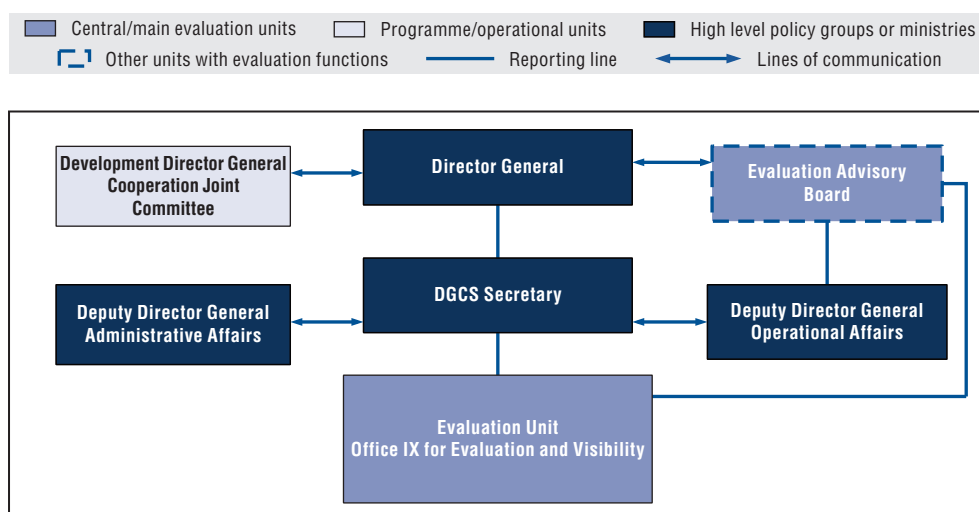 Central/main evaluation units
Programme/operational units
High level policy groups or ministries
Other units with evaluation functions
Reporting line
Lines of communication
Development Director General
Cooperation Joint
Committee
Director General
Evaluation Advisory
Board
Deputy Director General
Administrative Affairs
DGCS Secretary
Deputy Director General
Operational Affairs
Evaluation Unit
Office IX for Evaluation and Visibility